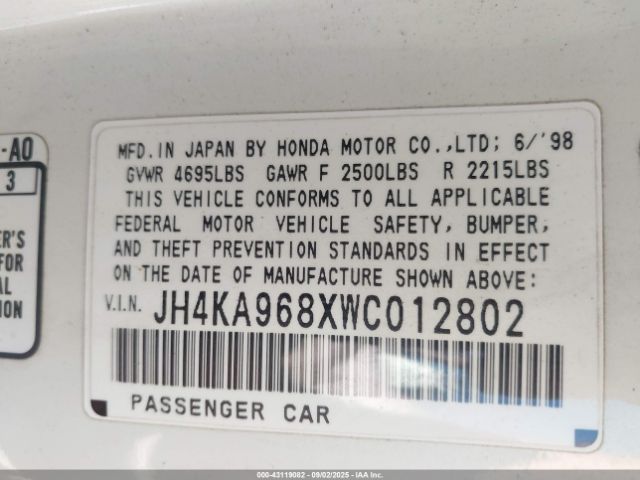 -A0
3
ER'S
FOR
AL
ION
MFD. IN JAPAN BY HONDA MOTOR CO.,LTD; 6/'98
GVWR 4695LBS GAWR F 2500LBS R 2215LBS
THIS VEHICLE CONFORMS TO ALL APPLICABLE
FEDERAL MOTOR VEHICLE SAFETY, BUMPER,
AND THEFT PREVENTION STANDARDS IN EFFECT
ON THE DATE OF MANUFACTURE SHOWN ABOVE:
V.I.N. JH4KA968XWC012802
PASSENGER CAR
000-43119082 - 09/02/2025 - IAA Inc.